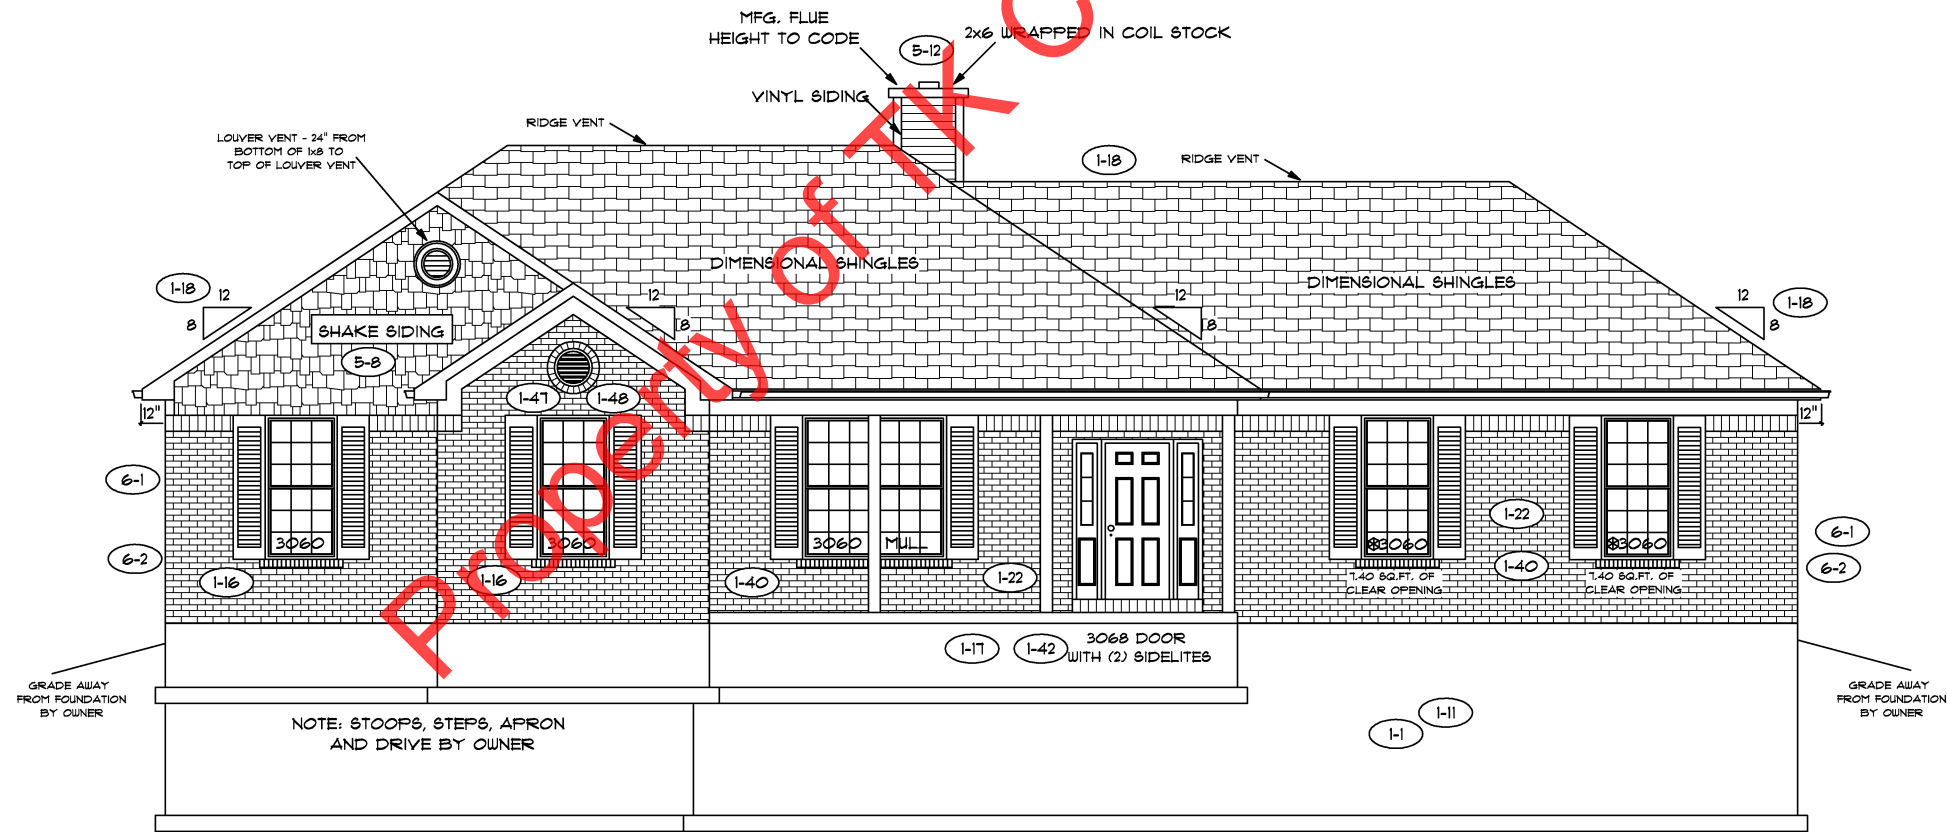 MFG. FLUE
HEIGHT TO CODE
5-12
2x6 WRAPPED IN COIL STOCK
VINYL SIDING
RIDGE VENT
LOUVER VENT - 24" FROM
BOTTOM OF 1x8 TO
TOP OF LOUVER VENT
1-18
RIDGE VENT
DIMENSIONAL SHINGLES
DIMENSIONAL SHINGLES
1-18
12
8
12
8
12
8
12
8
1-18
SHAKE SIDING
5-8
1-47
1-48
12"
12"
6-1
6-2
3060
3060
3060
MULL
3060
3060
1-22
6-1
6-2
1-16
1-16
1-40
1-22
1-40
7.40 SQ.FT. OF
CLEAR OPENING
7.40 SQ.FT. OF
CLEAR OPENING
1-17
1-42
3068 DOOR
WITH (2) SIDELITES
GRADE AWAY
FROM FOUNDATION
BY OWNER
GRADE AWAY
FROM FOUNDATION
BY OWNER
NOTE: STOOPS, STEPS, APRON
AND DRIVE BY OWNER
1-11
1-1
Property of TK C